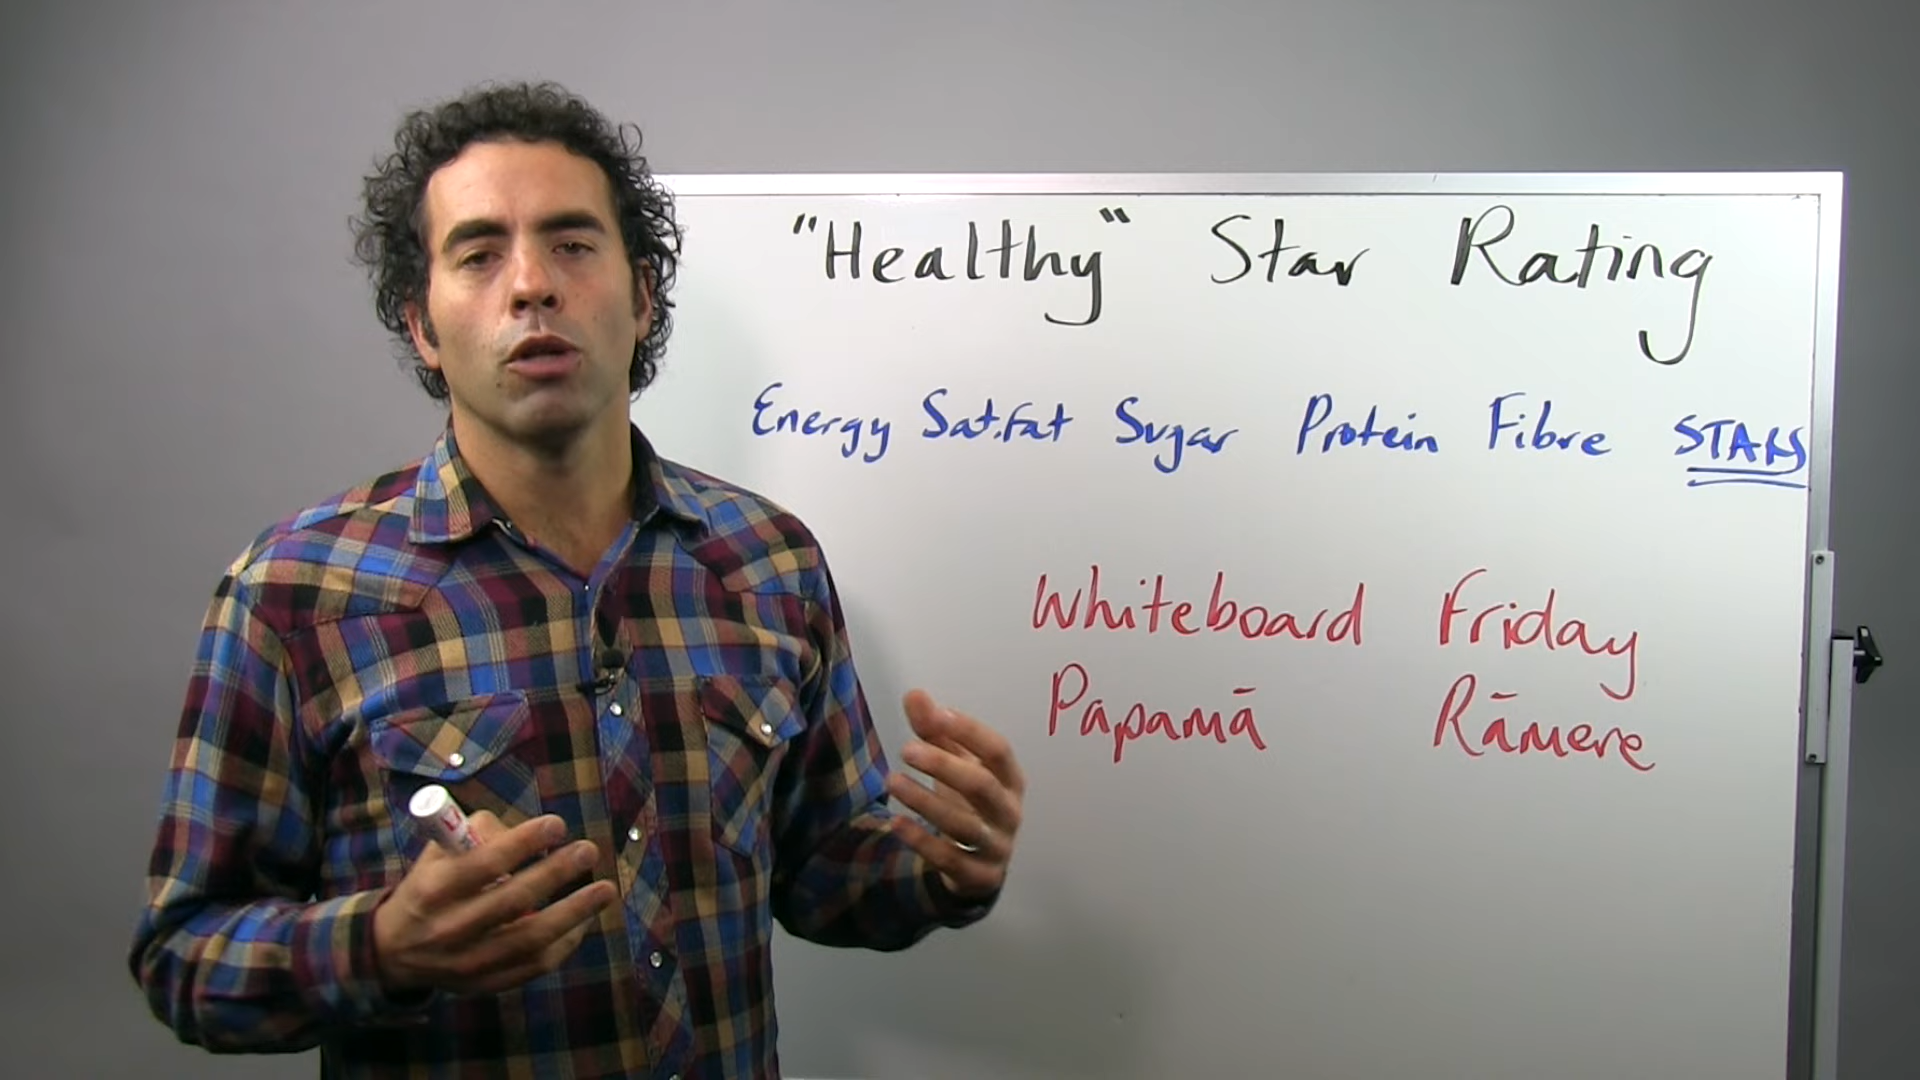 "Healthy" Star Rating
Energy Sat.fat Sugar Protein Fibre STARS
Whiteboard Friday
Papamā Rāmere